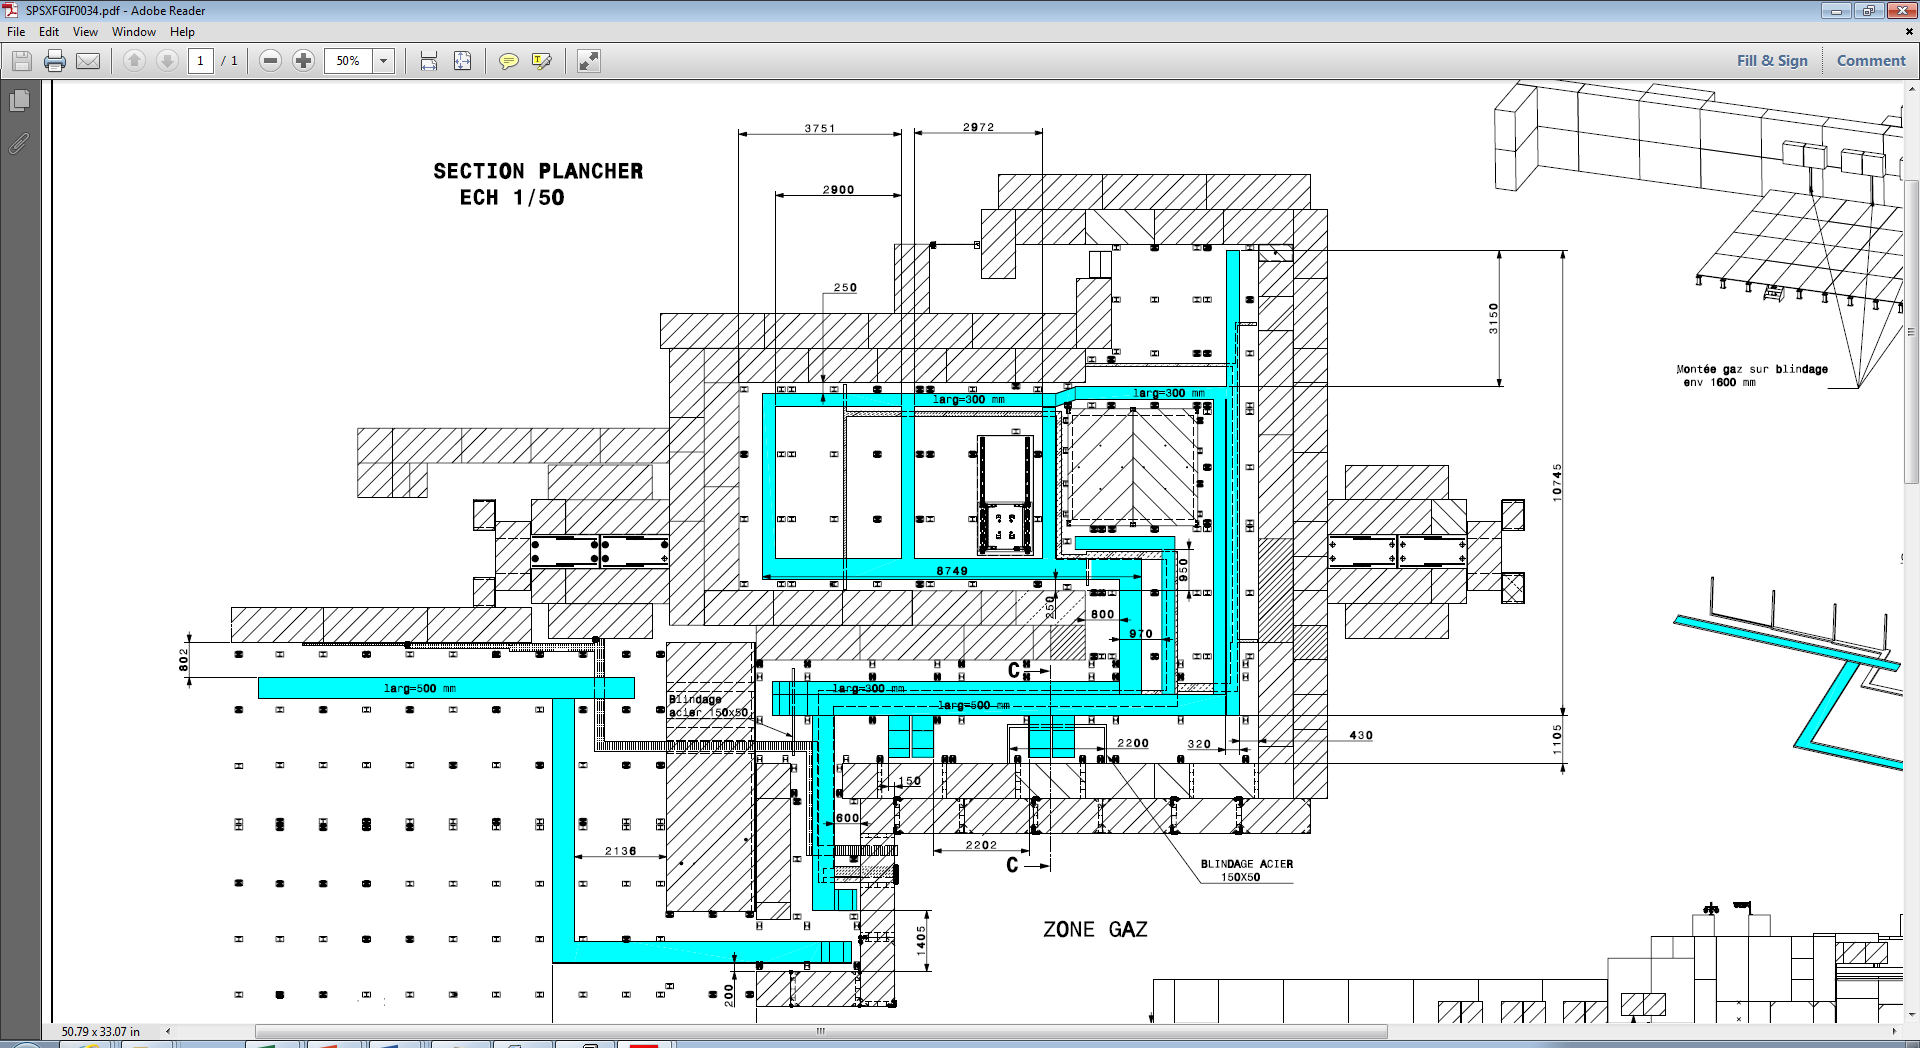 SPSXFGIF0034.pdf - Adobe Reader
File Edit View Window Help
1 / 1 50% Fill & Sign Comment
3751 2972
SECTION PLANCHER
ECH 1/50
2900
250
3150
Montée gaz sur blindage
env 1600 mm
larg=300 mm larg=300 mm
10745
8749
950
250
800
970
802
C
larg=500 mm
larg=300 mm
Blindage
acier 150x50
larg=500 mm
2200 320 430
1105
150
600
2202
2136
C
BLINDAGE ACIER
150X50
1405
ZONE GAZ
200
50.79 x 33.07 in